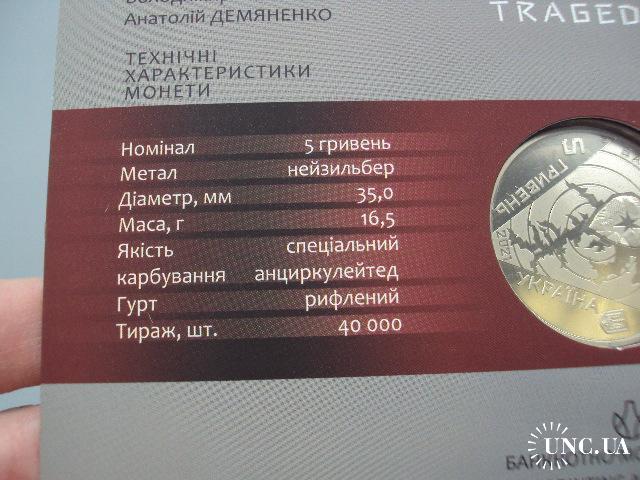 Анатолій ДЕМЯНЕНКО
TRAGED
ТЕХНІЧНІ
ХАРАКТЕРИСТИКИ
МОНЕТИ
Номінал 5 гривень
Метал нейзильбер
Діаметр, мм 35,0
Маса, г 16,5
Якість спеціальний
карбування анциркулейтед
Гурт рифлений
Тираж, шт. 40 000
5 ГРИВЕНЬ
УКРАЇНА
UNC.UA